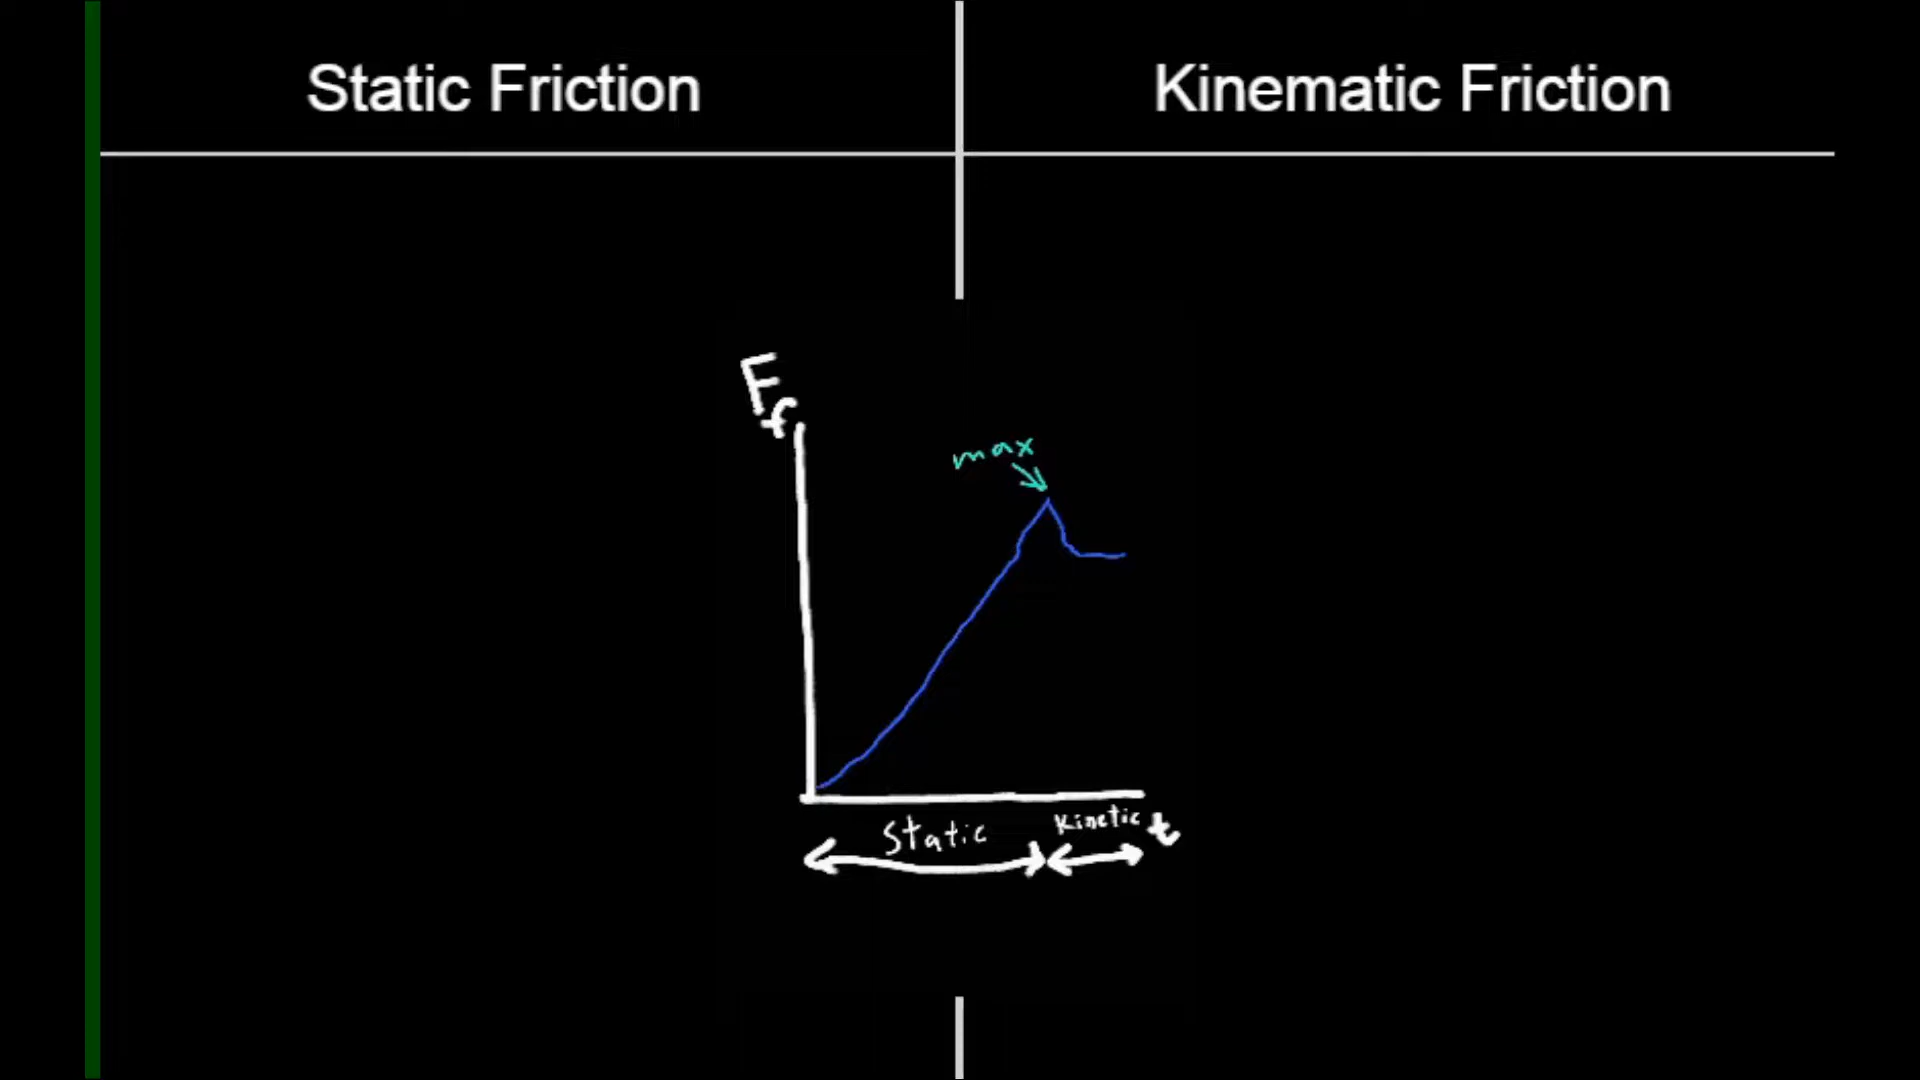 Static Friction
Kinematic Friction
Ff
max
Static
Kinetic
t